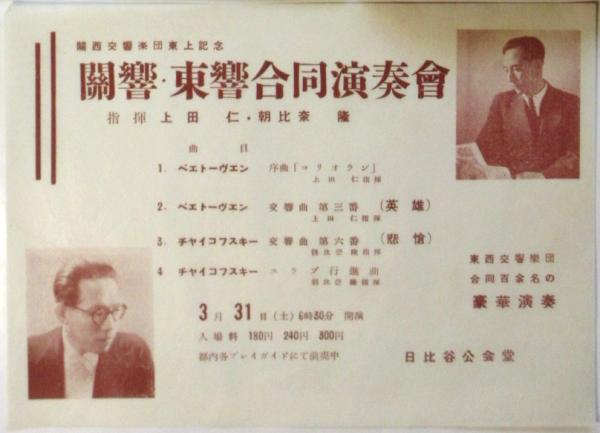 關西交響楽団東上記念
關響・東響合同演奏會
指揮 上田 仁・朝比奈 隆
曲目
1. ベエトーヴエン 序曲「コリオラン」
上田 仁指揮
2. ベエトーヴエン 交響曲 第三番 (英雄)
上田 仁指揮
3. チャイコフスキー 交響曲 第六番 (悲愴)
朝比奈隆指揮
4 チャイコフスキー スラブ行進曲
朝比奈隆指揮
3月31日(土)6時30分 開演
入場料 180円 240円 300円
都内各プレイガイドにて前売中
東西交響楽団
合同百余名の
豪華演奏
日比谷公会堂